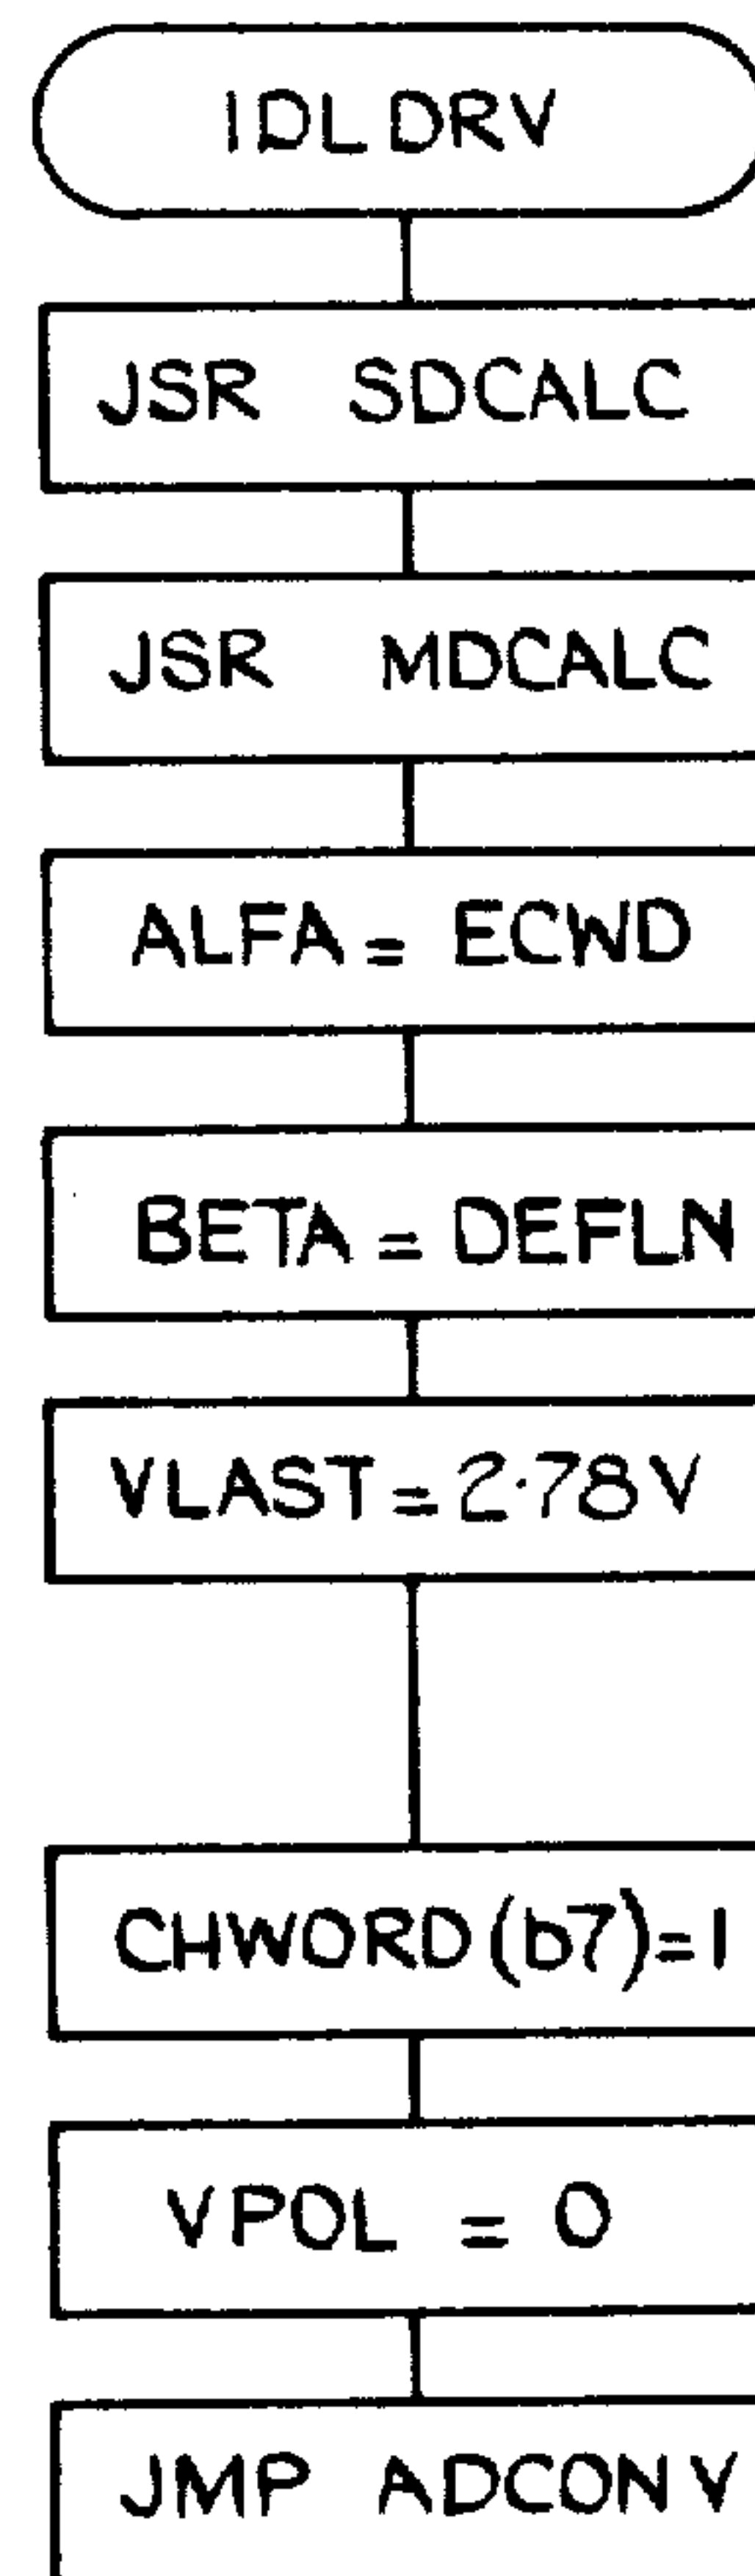 IDLDRV
JSR SDCALC
JSR MDCALC
ALFA = ECWD
BETA = DEFLN
VLAST = 2·78V
CHWORD (b7) = 1
VPOL = 0
JMP ADCONV